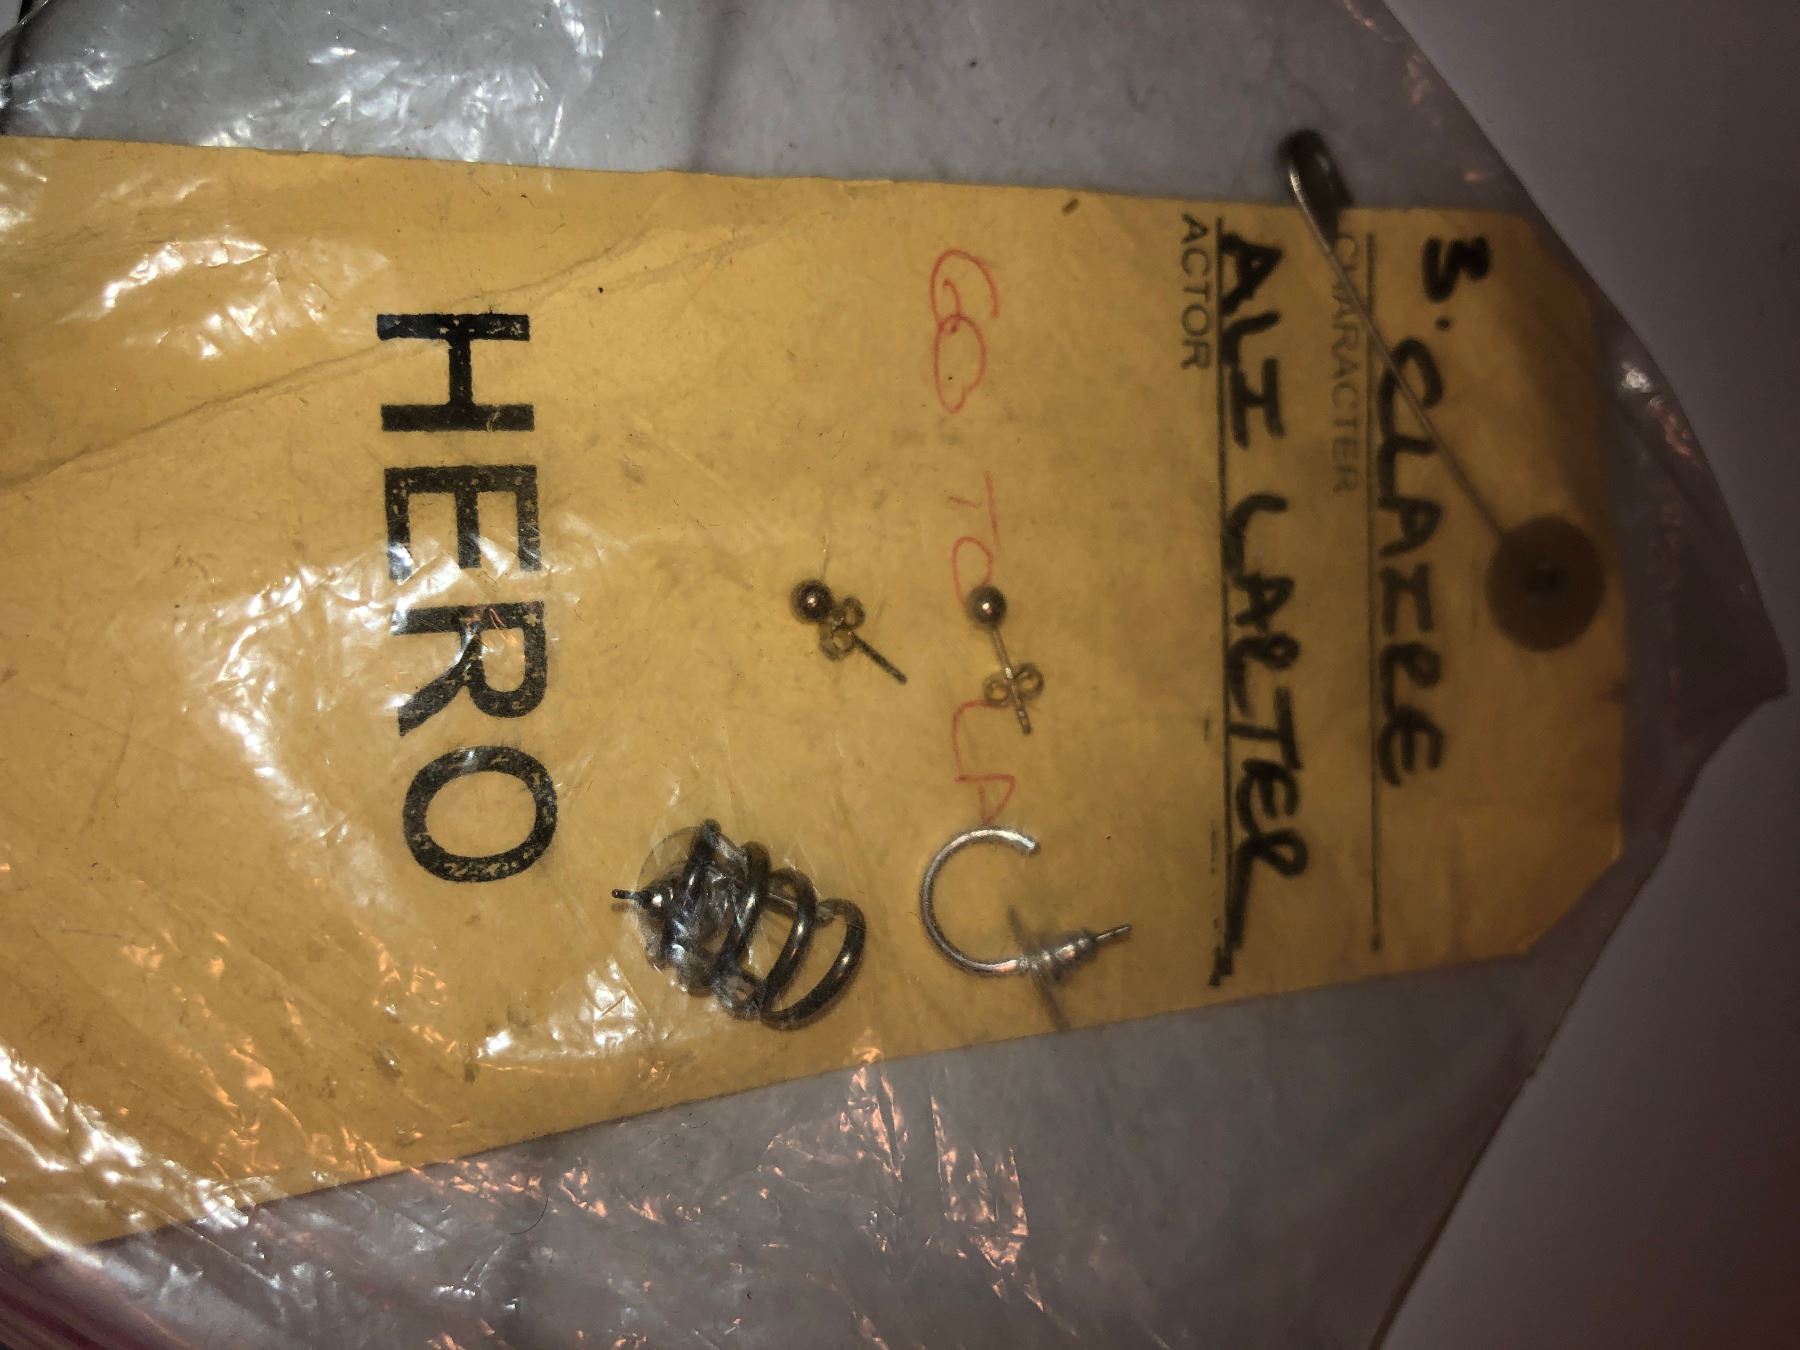 3. CLAIRE
CHARACTER
ALI LARTER
ACTOR
GO TO LA
HERO